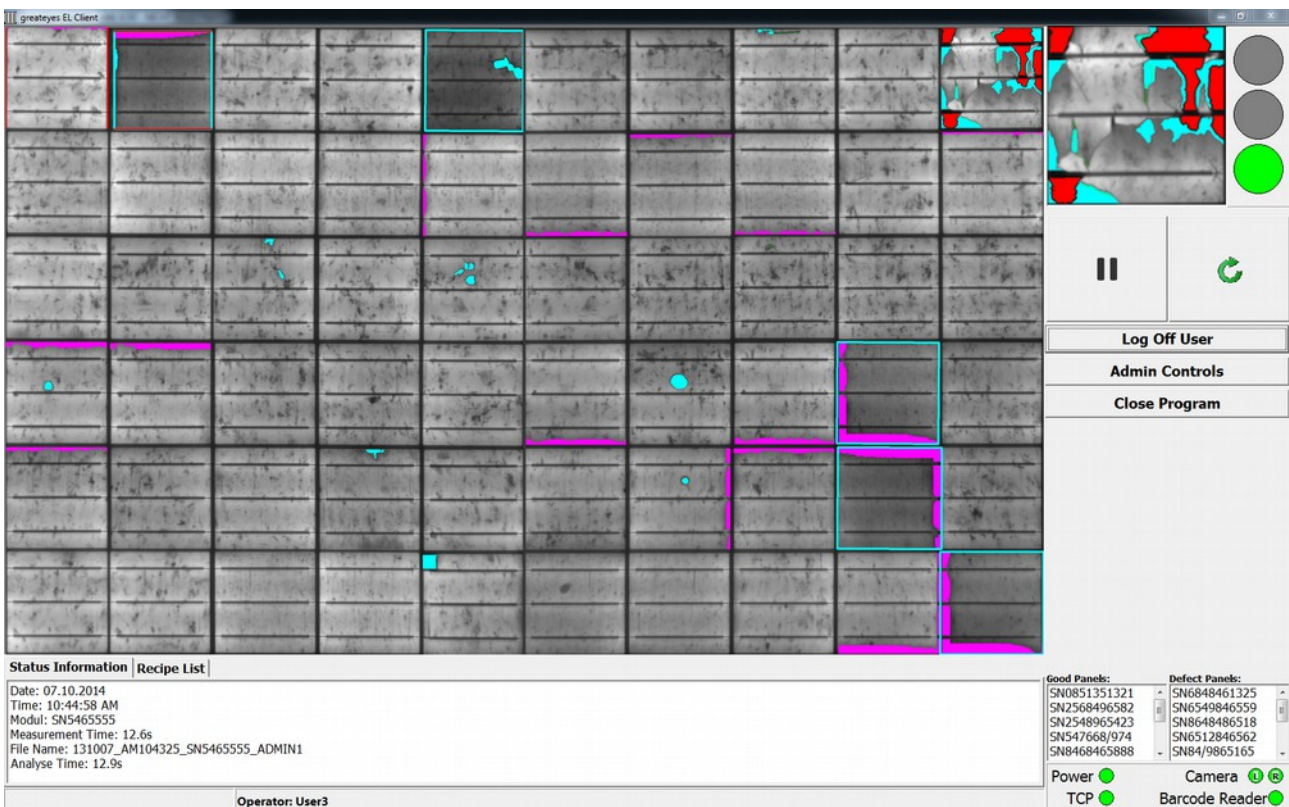 greateyes EL Client
Log Off User
Admin Controls
Close Program
Status Information
Recipe List
Date: 07.10.2014
Time: 10:44:58 AM
Modul: SN5465555
Measurement Time: 12.6s
File Name: 131007_AM104325_SN5465555_ADMIN1
Analyse Time: 12.9s
Good Panels:
SN0851351321
SN2568496582
SN2548965423
SN547668/974
SN8468465888
Defect Panels:
SN6848461325
SN6549846559
SN8648486518
SN6512846562
SN84/9865165
Power
Camera L R
TCP
Barcode Reader
Operator: User3